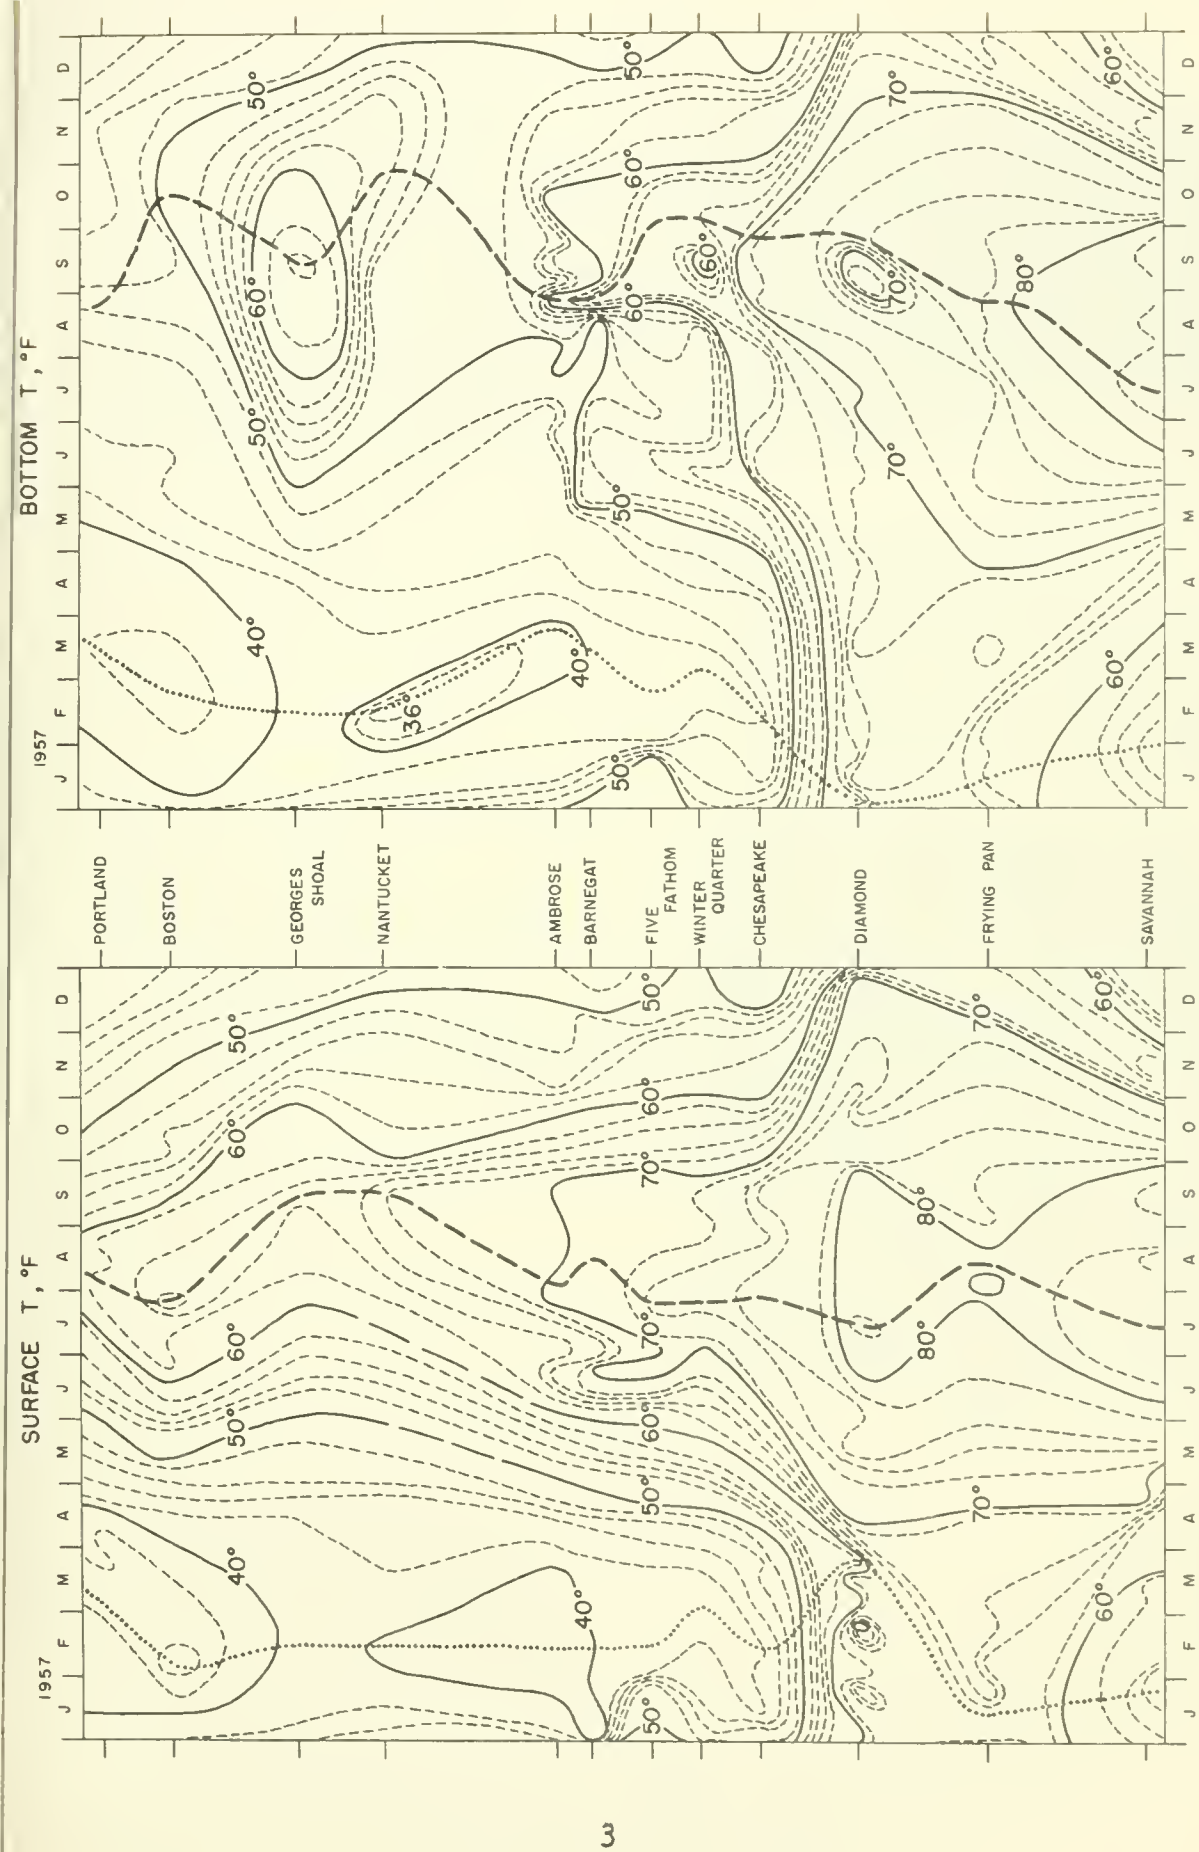 SURFACE T, °F
1957
J F M A M J J A S O N D
40°
50°
60°
60°
50°
40°
50°
50°
60°
70°
70°
60°
50°
70°
80°
80°
70°
60°
60°
J F M A M J J A S O N D
PORTLAND
BOSTON
GEORGES
SHOAL
NANTUCKET
AMBROSE
BARNEGAT
FIVE
FATHOM
WINTER
QUARTER
CHESAPEAKE
DIAMOND
FRYING PAN
SAVANNAH
BOTTOM T, °F
1957
J F M A M J J A S O N D
40°
50°
60°
50°
36°
40°
50°
50°
60°
60°
50°
60°
70°
70°
70°
80°
60°
60°
J F M A M J J A S O N D
3